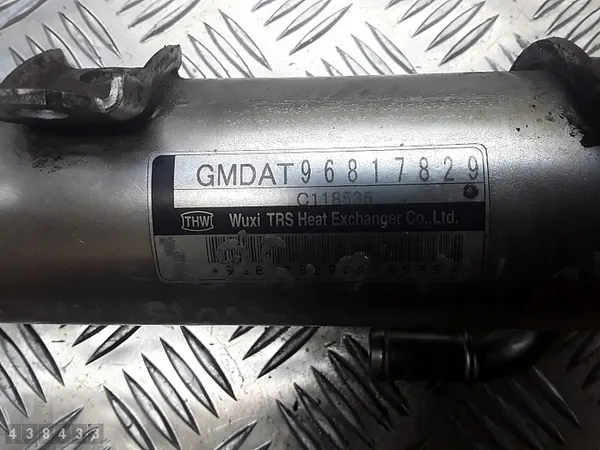 GMDAT96817829
C118535
THW Wuxi TRS Heat Exchanger Co.,Ltd.
438433